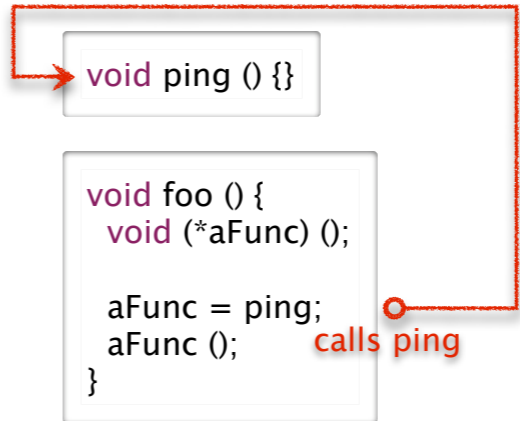 void ping () {}
void foo () {
void (*aFunc) ();
aFunc = ping;
aFunc ();
calls ping
}